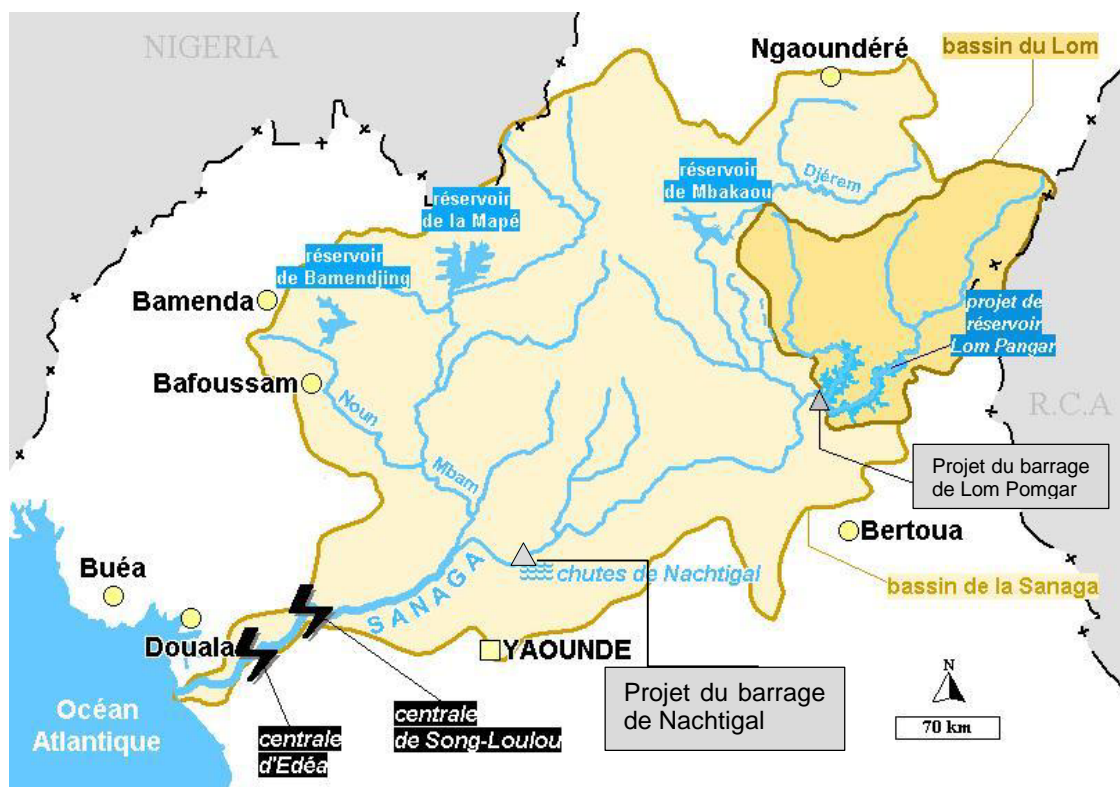 NIGERIA
Ngaoundéré
bassin du Lom
Djérem
réservoir
de Mbakaou
réservoir
de la Mapé
réservoir
de Bamendjing
Bamenda
projet de
réservoir
Lom Pangar
Bafoussam
R.C.A
Noun
Mbam
Projet du barrage
de Lom Pomgar
Bertoua
Buéa
SANAGA
chutes de Nachtigal
bassin de la Sanaga
Douala
YAOUNDE
Projet du barrage
de Nachtigal
N
70 km
Océan
Atlantique
centrale
de Song-Loulou
centrale
d'Edéa